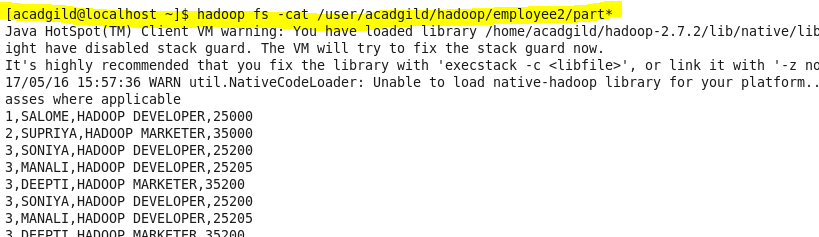 [acadgild@localhost ~]$ hadoop fs -cat /user/acadgild/hadoop/employee2/part*
Java HotSpot(TM) Client VM warning: You have loaded library /home/acadgild/hadoop-2.7.2/lib/native/lib
ight have disabled stack guard. The VM will try to fix the stack guard now.
It's highly recommended that you fix the library with 'execstack -c <libfile>', or link it with '-z no
17/05/16 15:57:36 WARN util.NativeCodeLoader: Unable to load native-hadoop library for your platform..
asses where applicable
1,SALOME,HADOOP DEVELOPER,25000
2,SUPRIYA,HADOOP MARKETER,35000
3,SONIYA,HADOOP DEVELOPER,25200
3,MANALI,HADOOP DEVELOPER,25205
3,DEEPTI,HADOOP MARKETER,35200
3,SONIYA,HADOOP DEVELOPER,25200
3,MANALI,HADOOP DEVELOPER,25205
3,DEEPTI,HADOOP MARKETER,35200